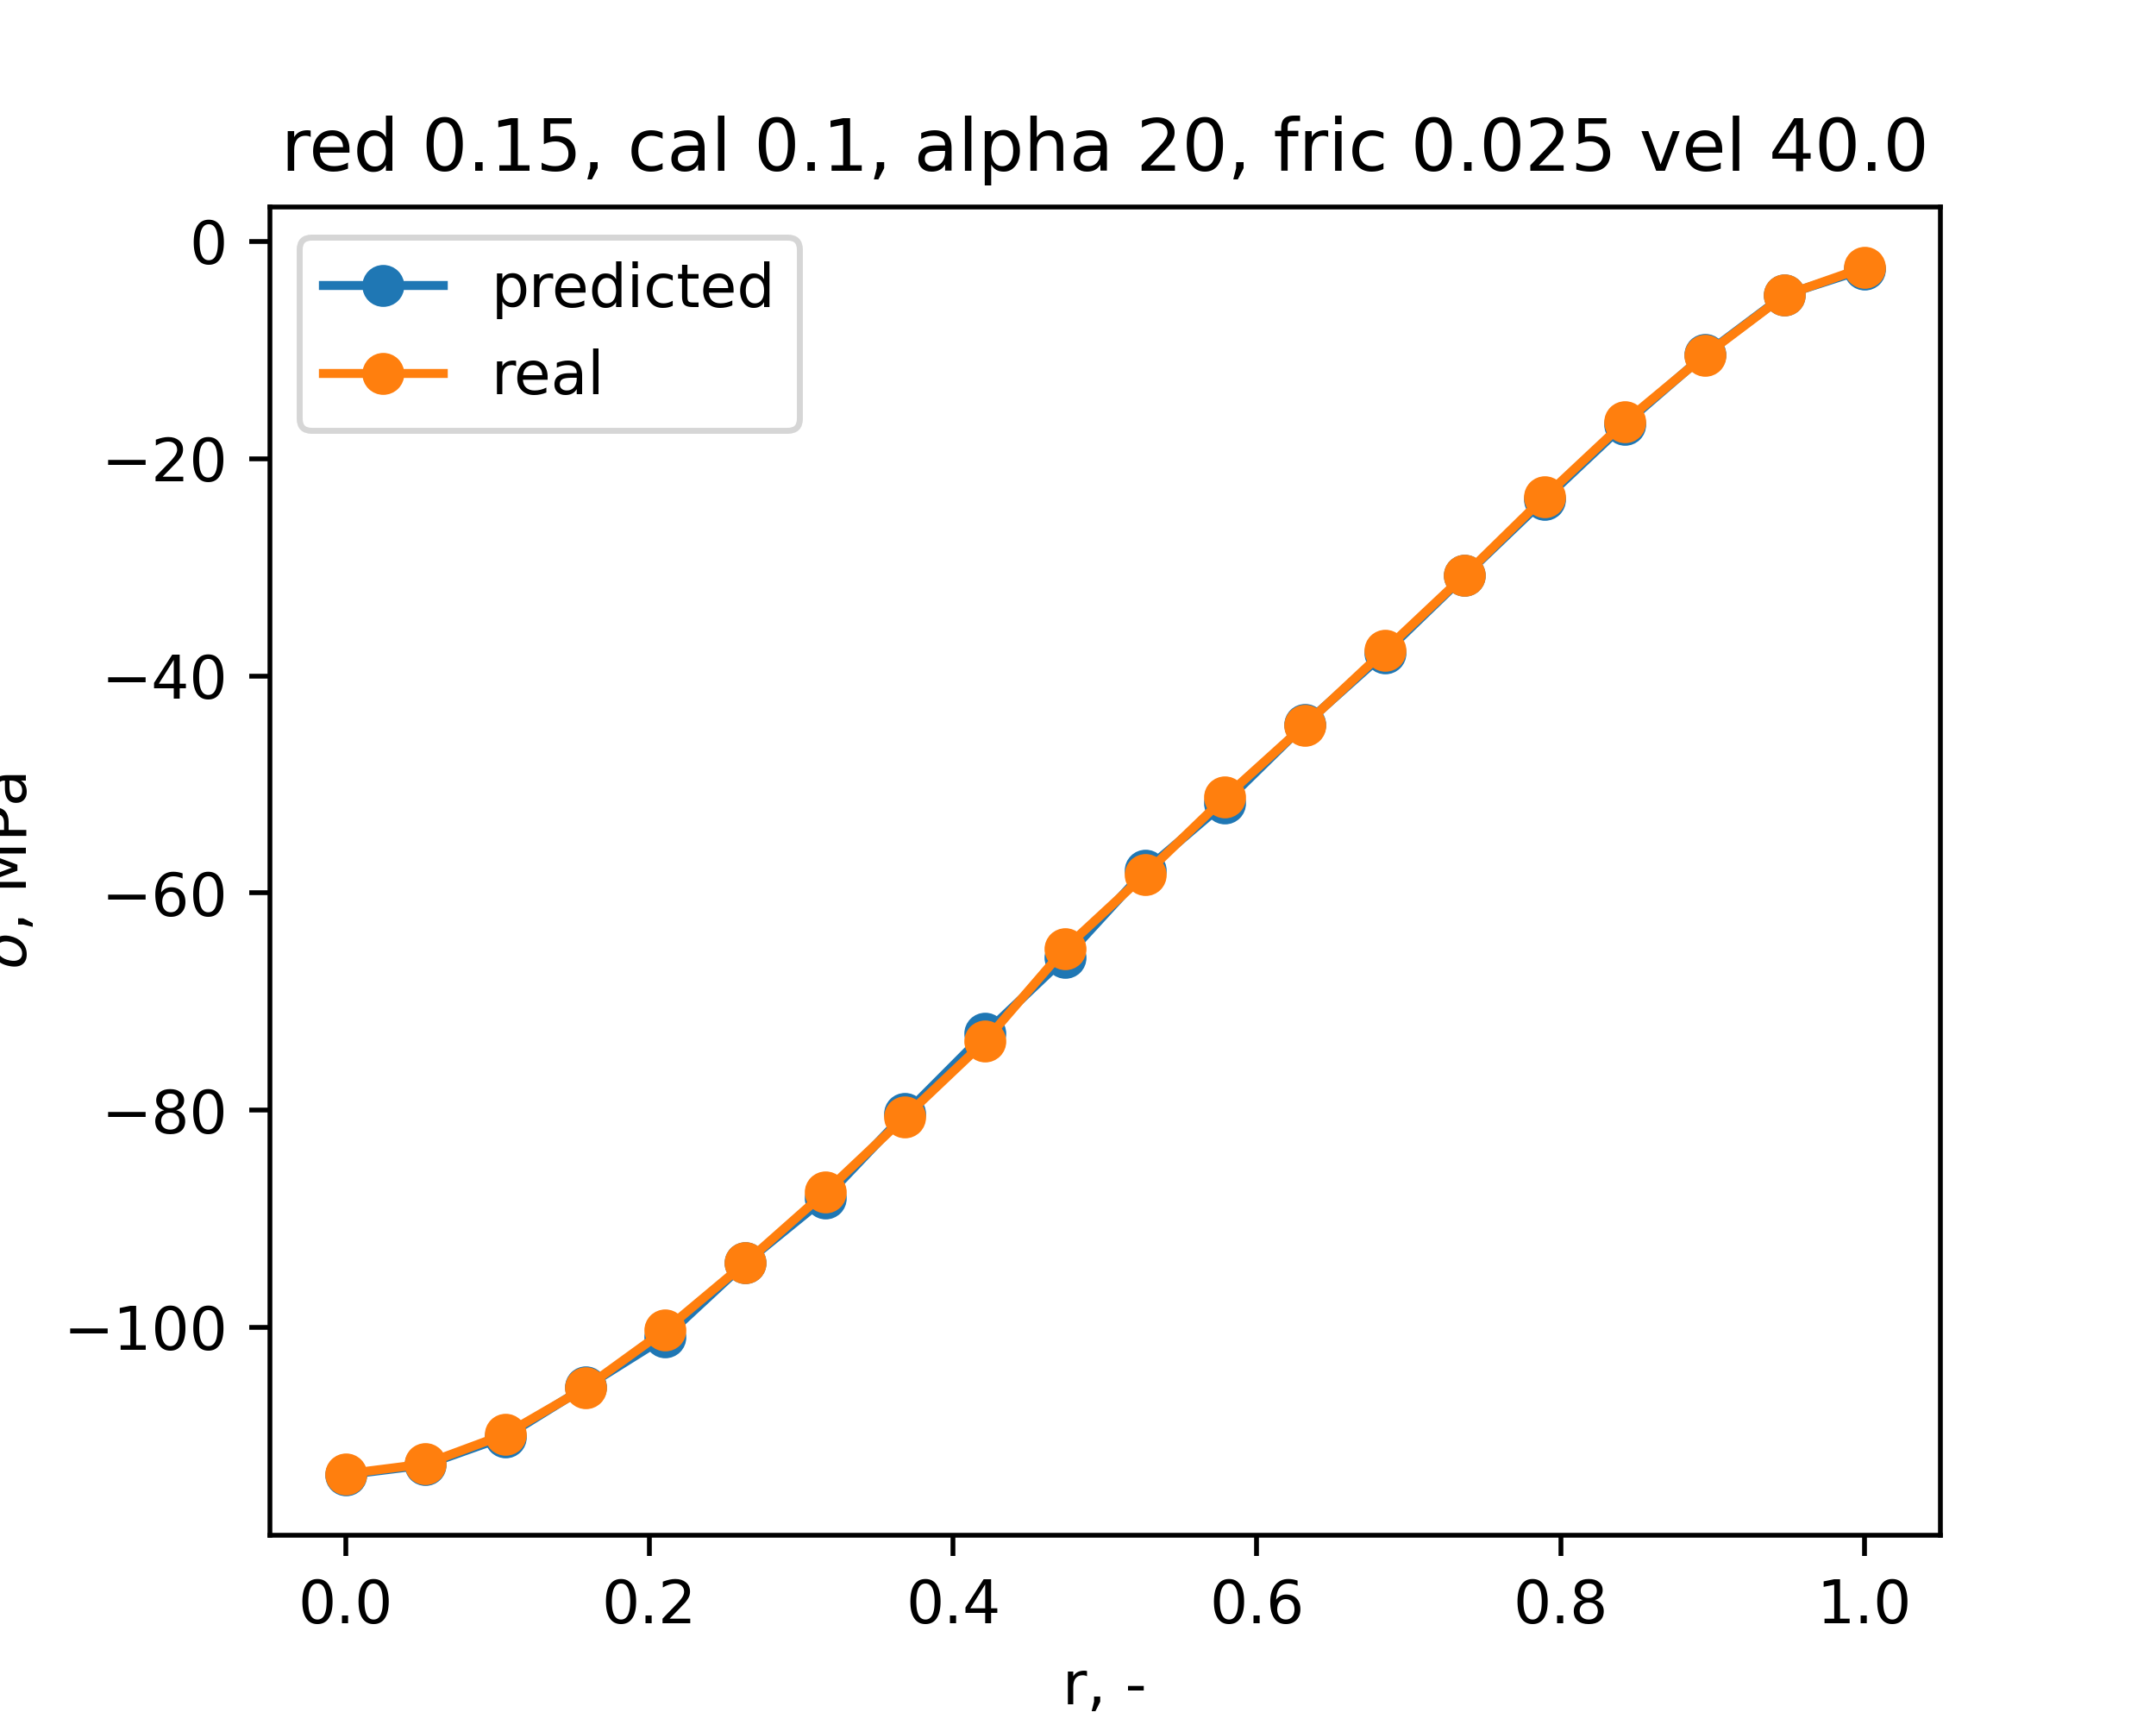 red 0.15, cal 0.1, alpha 20, fric 0.025 vel 40.0
predicted
real
0
−20
−40
−60
−80
−100
, MPa
0.0 0.2 0.4 0.6 0.8 1.0
r, -